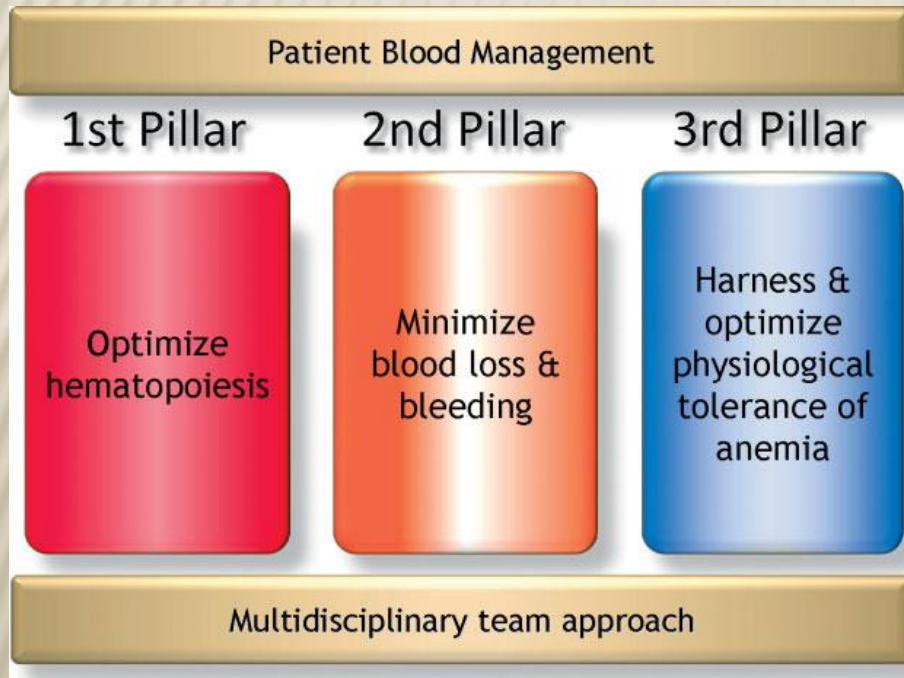 Patient Blood Management
1st Pillar
2nd Pillar
3rd Pillar
Optimize
hematopoiesis
Minimize
blood loss &
bleeding
Harness &
optimize
physiological
tolerance of
anemia
Multidisciplinary team approach